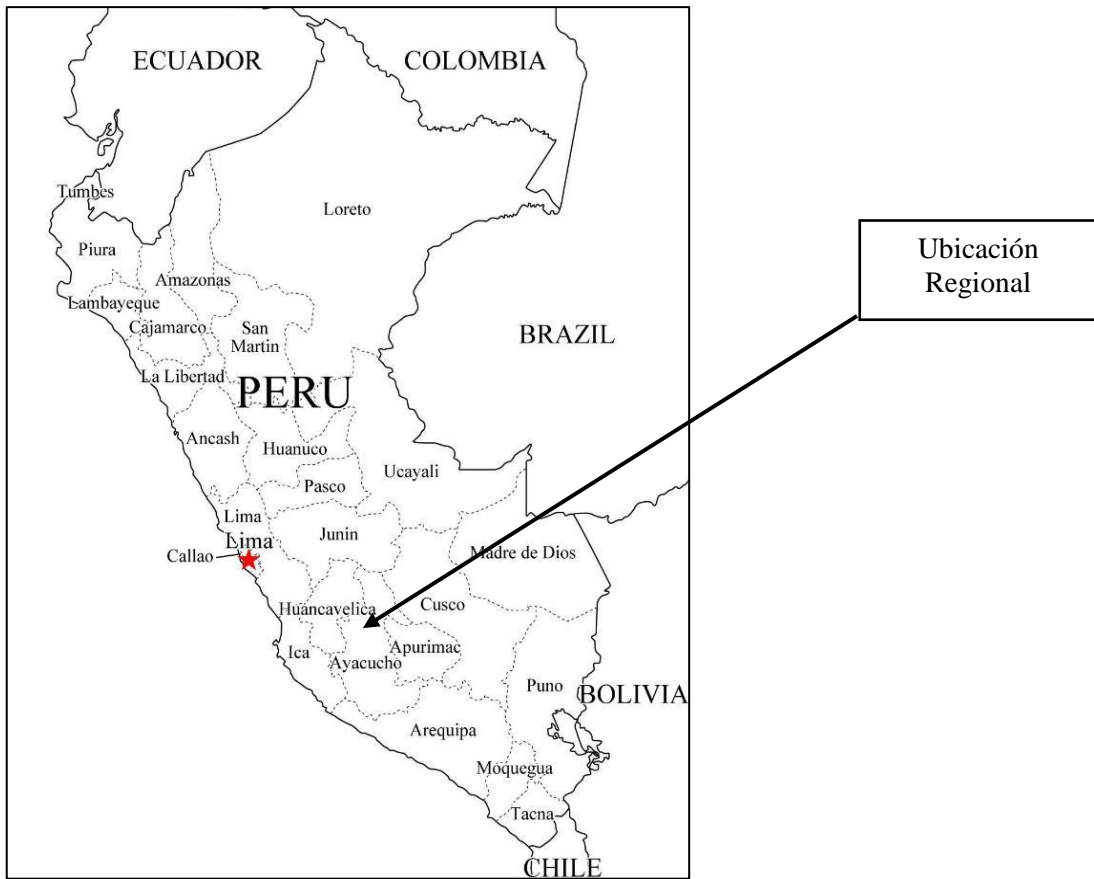 ECUADOR
COLOMBIA
Tumbes
Loreto
Piura
Amazonas
Lambayeque
Cajamarco
San
Martin
La Libertad
PERU
BRAZIL
Ubicación
Regional
Ancash
Huanuco
Ucayali
Pasco
Lima
Junin
Lima
Callao
Madre de Dios
Huancavelica
Cusco
Ica
Apurimac
Ayacucho
Puno
BOLIVIA
Arequipa
Moquegua
Tacna
CHILE